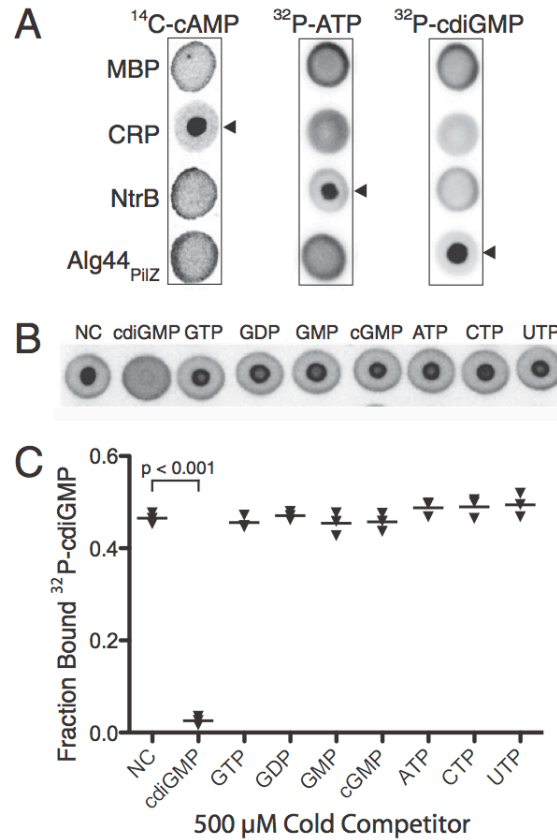 A
14C-cAMP 32P-ATP 32P-cdiGMP
MBP
CRP
NtrB
Alg44PilZ
B
NC cdiGMP GTP GDP GMP cGMP ATP CTP UTP
C
p < 0.001
Fraction Bound 32P-cdiGMP
0.6
0.4
0.2
0.0
NC cdiGMP GTP GDP GMP cGMP ATP CTP UTP
500 µM Cold Competitor